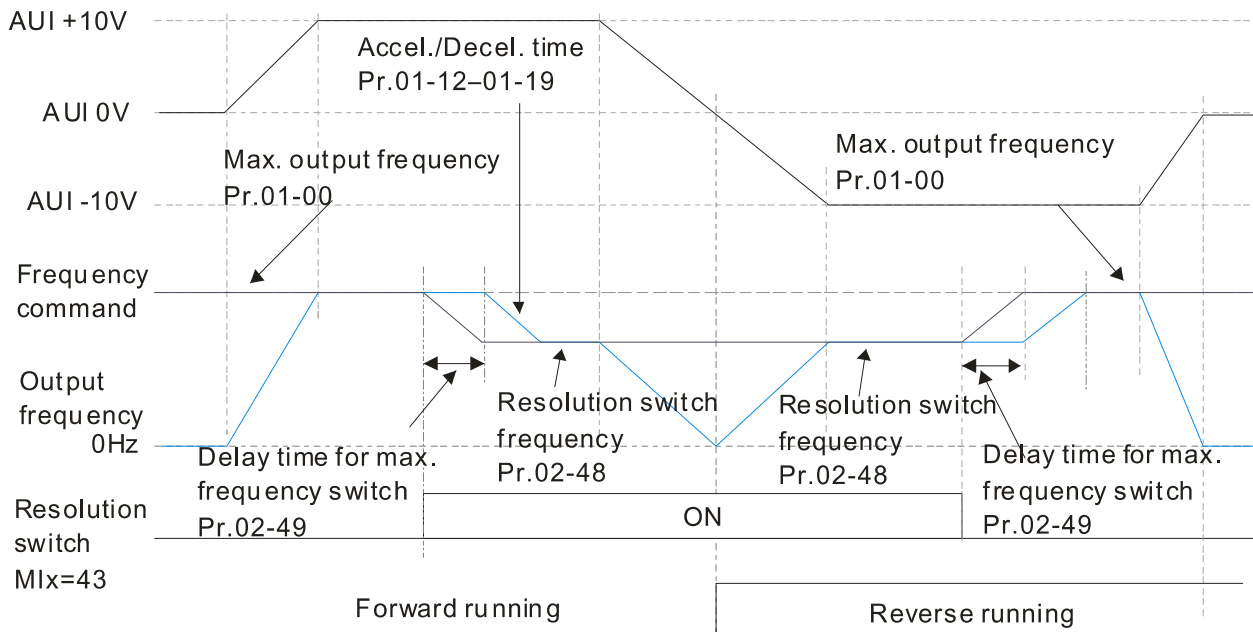 AUI +10V
Accel./Decel. time
Pr.01-12–01-19
AUI 0V
Max. output frequency
Pr.01-00
Max. output frequency
Pr.01-00
AUI -10V
Frequency
command
Output
frequency
0Hz
Resolution switch
frequency
Pr.02-48
Resolution switch
frequency
Pr.02-48
Delay time for max.
frequency switch
Pr.02-49
Delay time for max.
frequency switch
Pr.02-49
Resolution
switch
MIx=43
ON
Forward running
Reverse running